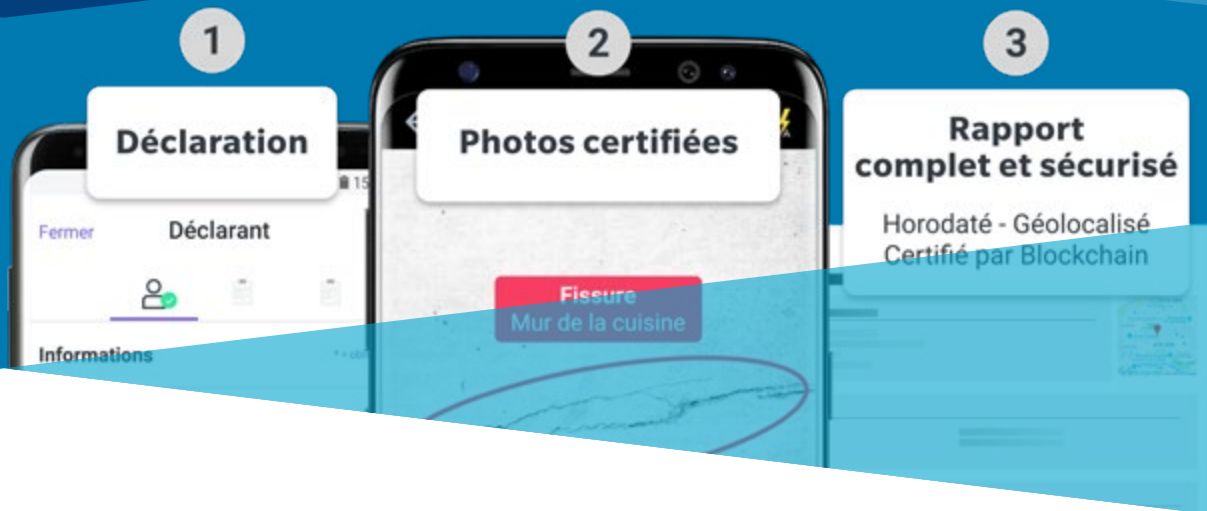 1
Déclaration
15
Fermer
Déclarant
Informations
2
Photos certifiées
Fissure
Mur de la cuisine
3
Rapport
complet et sécurisé
Horodaté - Géolocalisé
Certifié par Blockchain